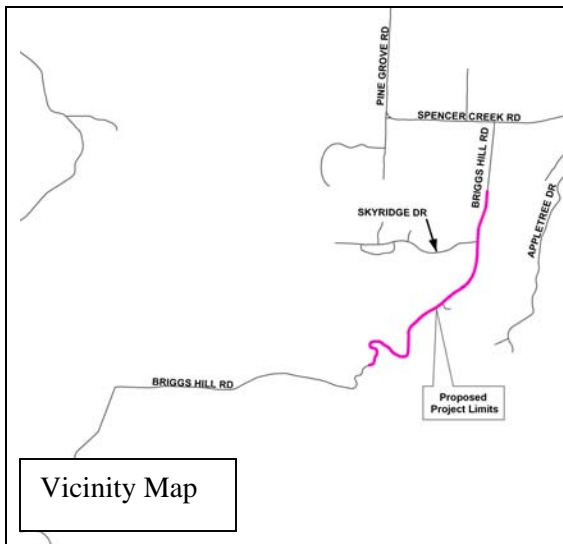 PINE GROVE RD
SPENCER CREEK RD
BRIGGS HILL RD
SKYRIDGE DR
APPLETREE DR
BRIGGS HILL RD
Proposed
Project Limits
Vicinity Map